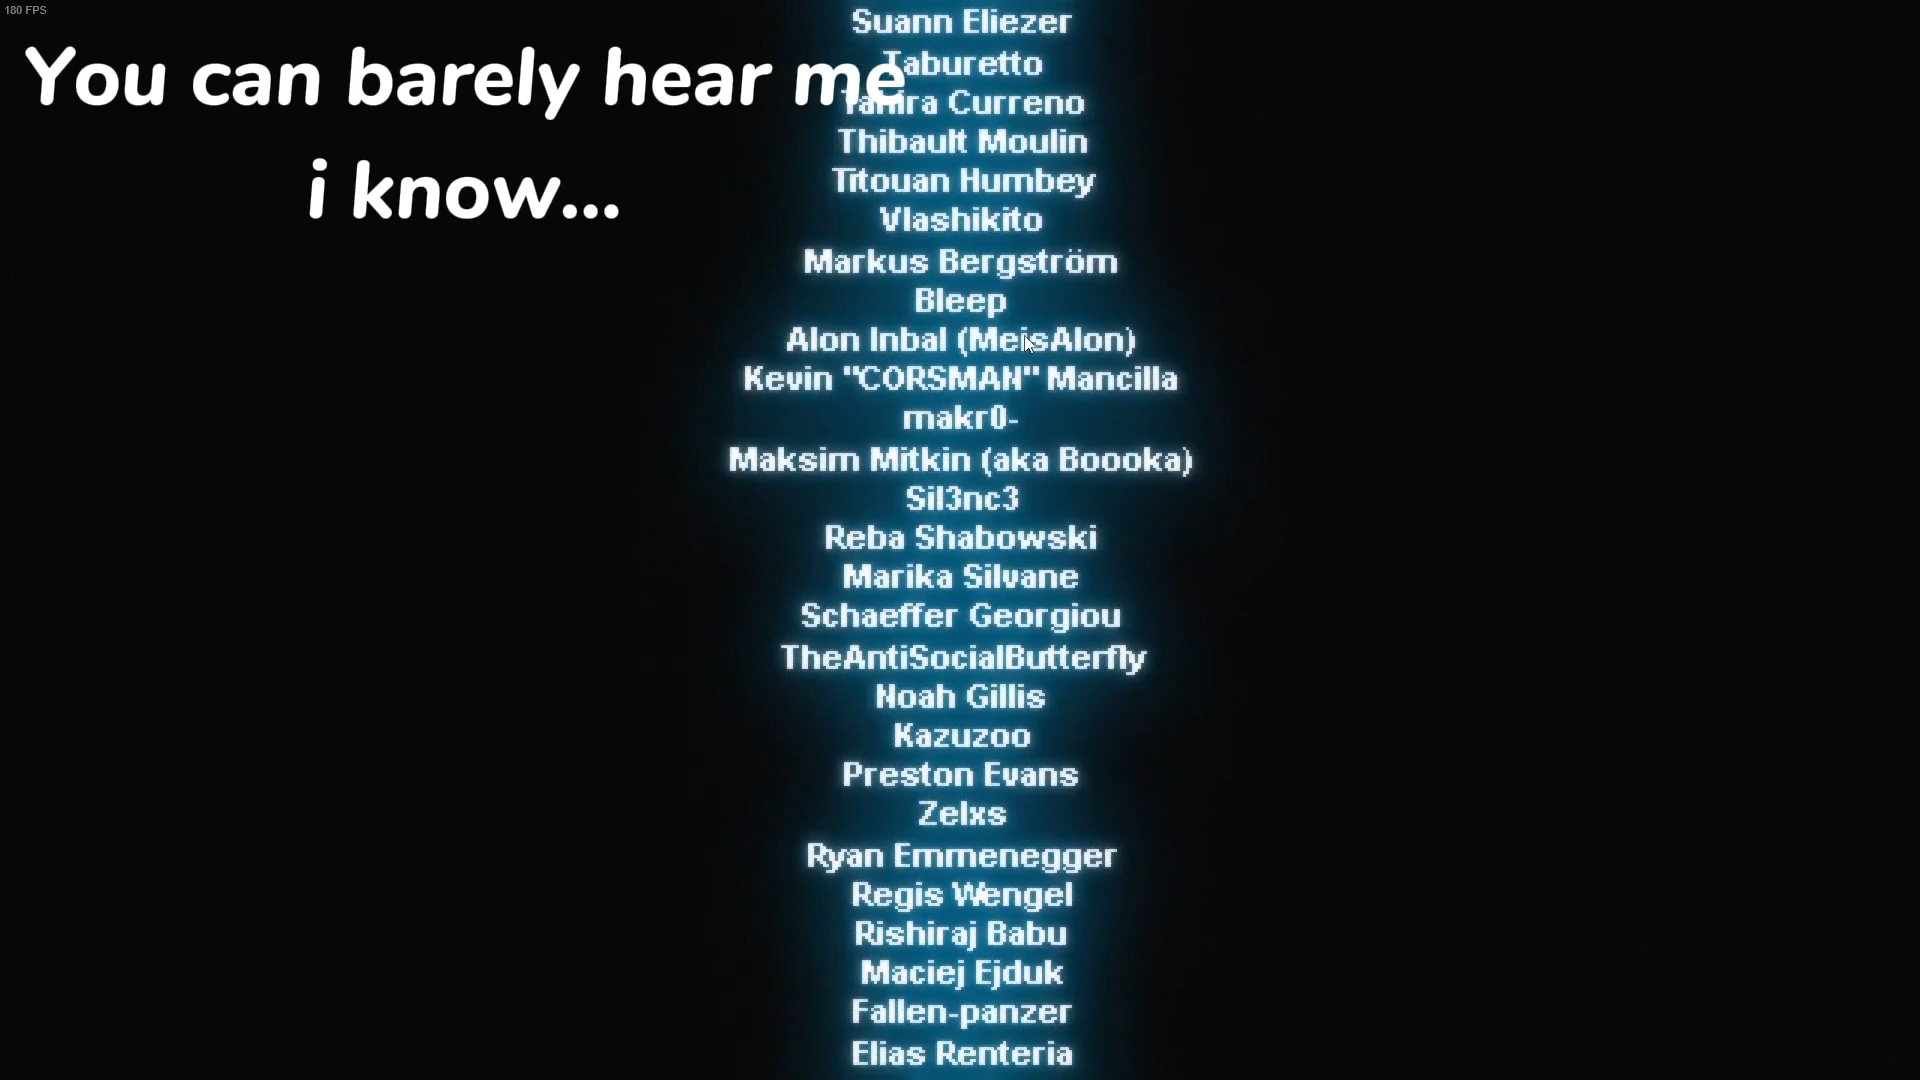 180 FPS
You can barely hear me
i know...
Suann Eliezer
Taburetto
Curreno
Thibault Moulin
Titouan Humbey
Vlashikito
Markus Bergström
Bleep
Alon Inbal (MeisAlon)
Kevin "CORSMAN" Mancilla
makr0-
Maksim Mitkin (aka Boooka)
Sil3nc3
Reba Shabowski
Marika Silvane
Schaeffer Georgiou
TheAntiSocialButterfly
Noah Gillis
Kazuzoo
Preston Evans
Zelxs
Ryan Emmenegger
Regis Wengel
Rishiraj Babu
Maciej Ejduk
Fallen-panzer
Elias Renteria